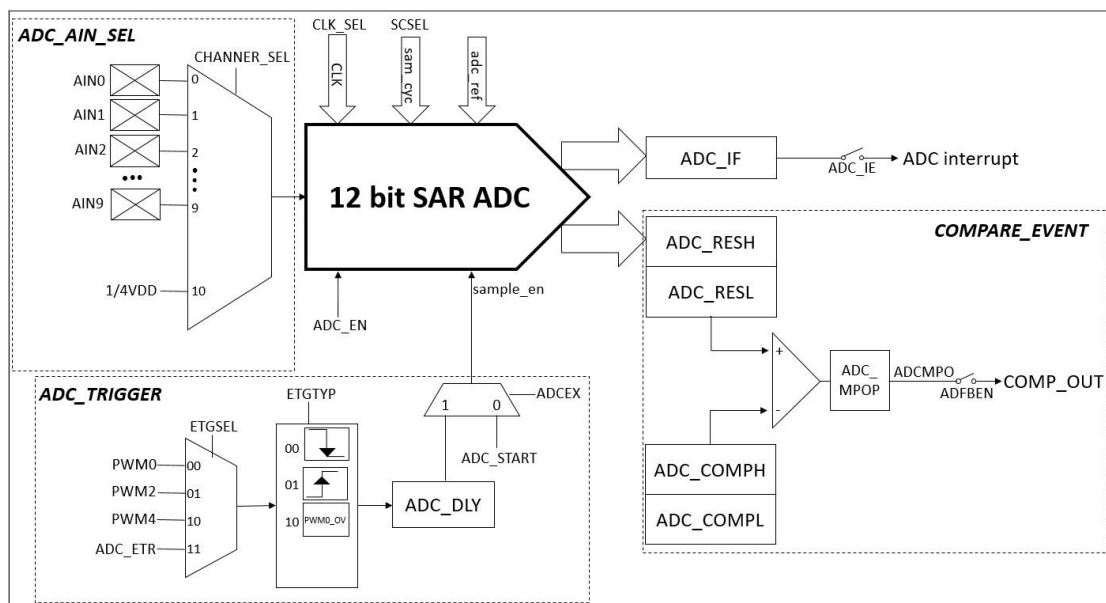 ADC_AIN_SEL
CHANNER_SEL
AIN0
0
AIN1
1
AIN2
2
•••
AIN9
9
1/4VDD
10
CLK_SEL
SCSEL
CLK
sam_cyc
adc_ref
12 bit SAR ADC
ADC_EN
sample_en
ADC_IF
ADC_IE
ADC interrupt
COMPARE_EVENT
ADC_RESH
ADC_RESL
+
-
ADC_
MPOP
ADCMPO
ADFBEN
COMP_OUT
ADC_COMPH
ADC_COMPL
ADC_TRIGGER
ETGSEL
PWM0
00
PWM2
01
PWM4
10
ADC_ETR
11
ETGTYP
00
01
10
PWM0_OV
ADC_DLY
1
0
ADCEX
ADC_START